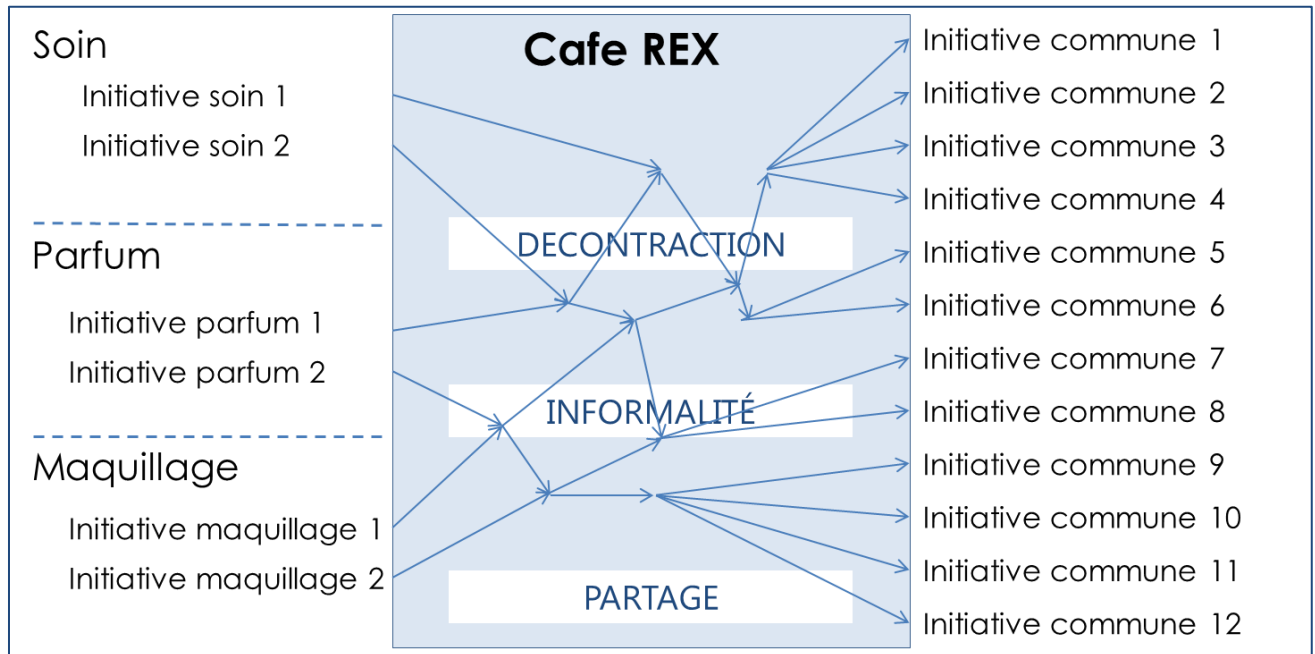 Soin
Initiative soin 1
Initiative soin 2
Parfum
Initiative parfum 1
Initiative parfum 2
Maquillage
Initiative maquillage 1
Initiative maquillage 2
Cafe REX
DECONTRACTION
INFORMALITÉ
PARTAGE
Initiative commune 1
Initiative commune 2
Initiative commune 3
Initiative commune 4
Initiative commune 5
Initiative commune 6
Initiative commune 7
Initiative commune 8
Initiative commune 9
Initiative commune 10
Initiative commune 11
Initiative commune 12